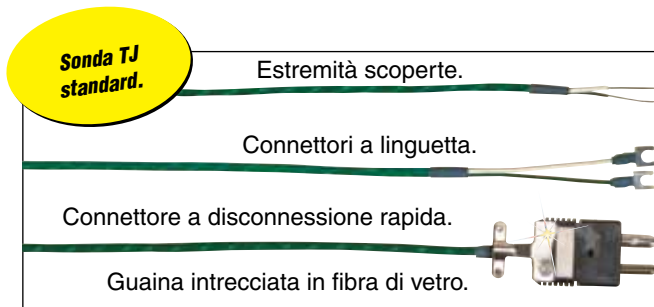 Sonda TJ
standard.
Estremità scoperte.
Connettori a linguetta.
Connettore a disconnessione rapida.
Guaina intrecciata in fibra di vetro.